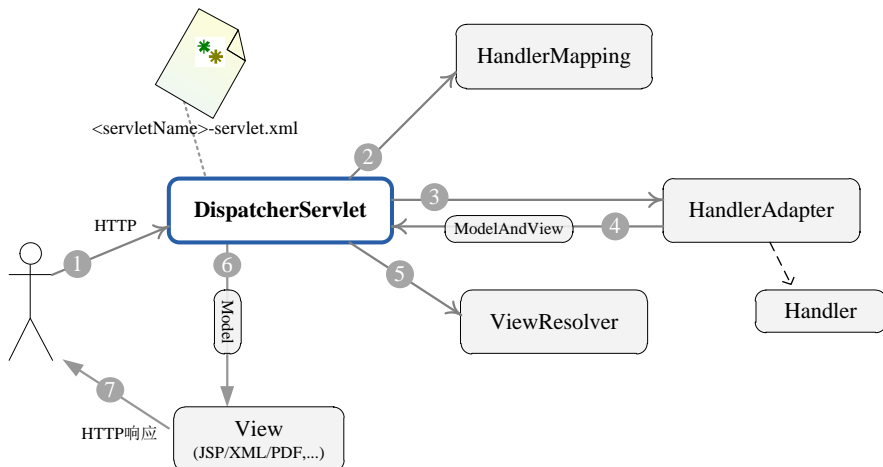 HandlerMapping
<servletName>-servlet.xml
2
DispatcherServlet
3
HandlerAdapter
HTTP
ModelAndView
4
1
6
5
Handler
Model
ViewResolver
7
View
HTTP响应
(JSP/XML/PDF,...)